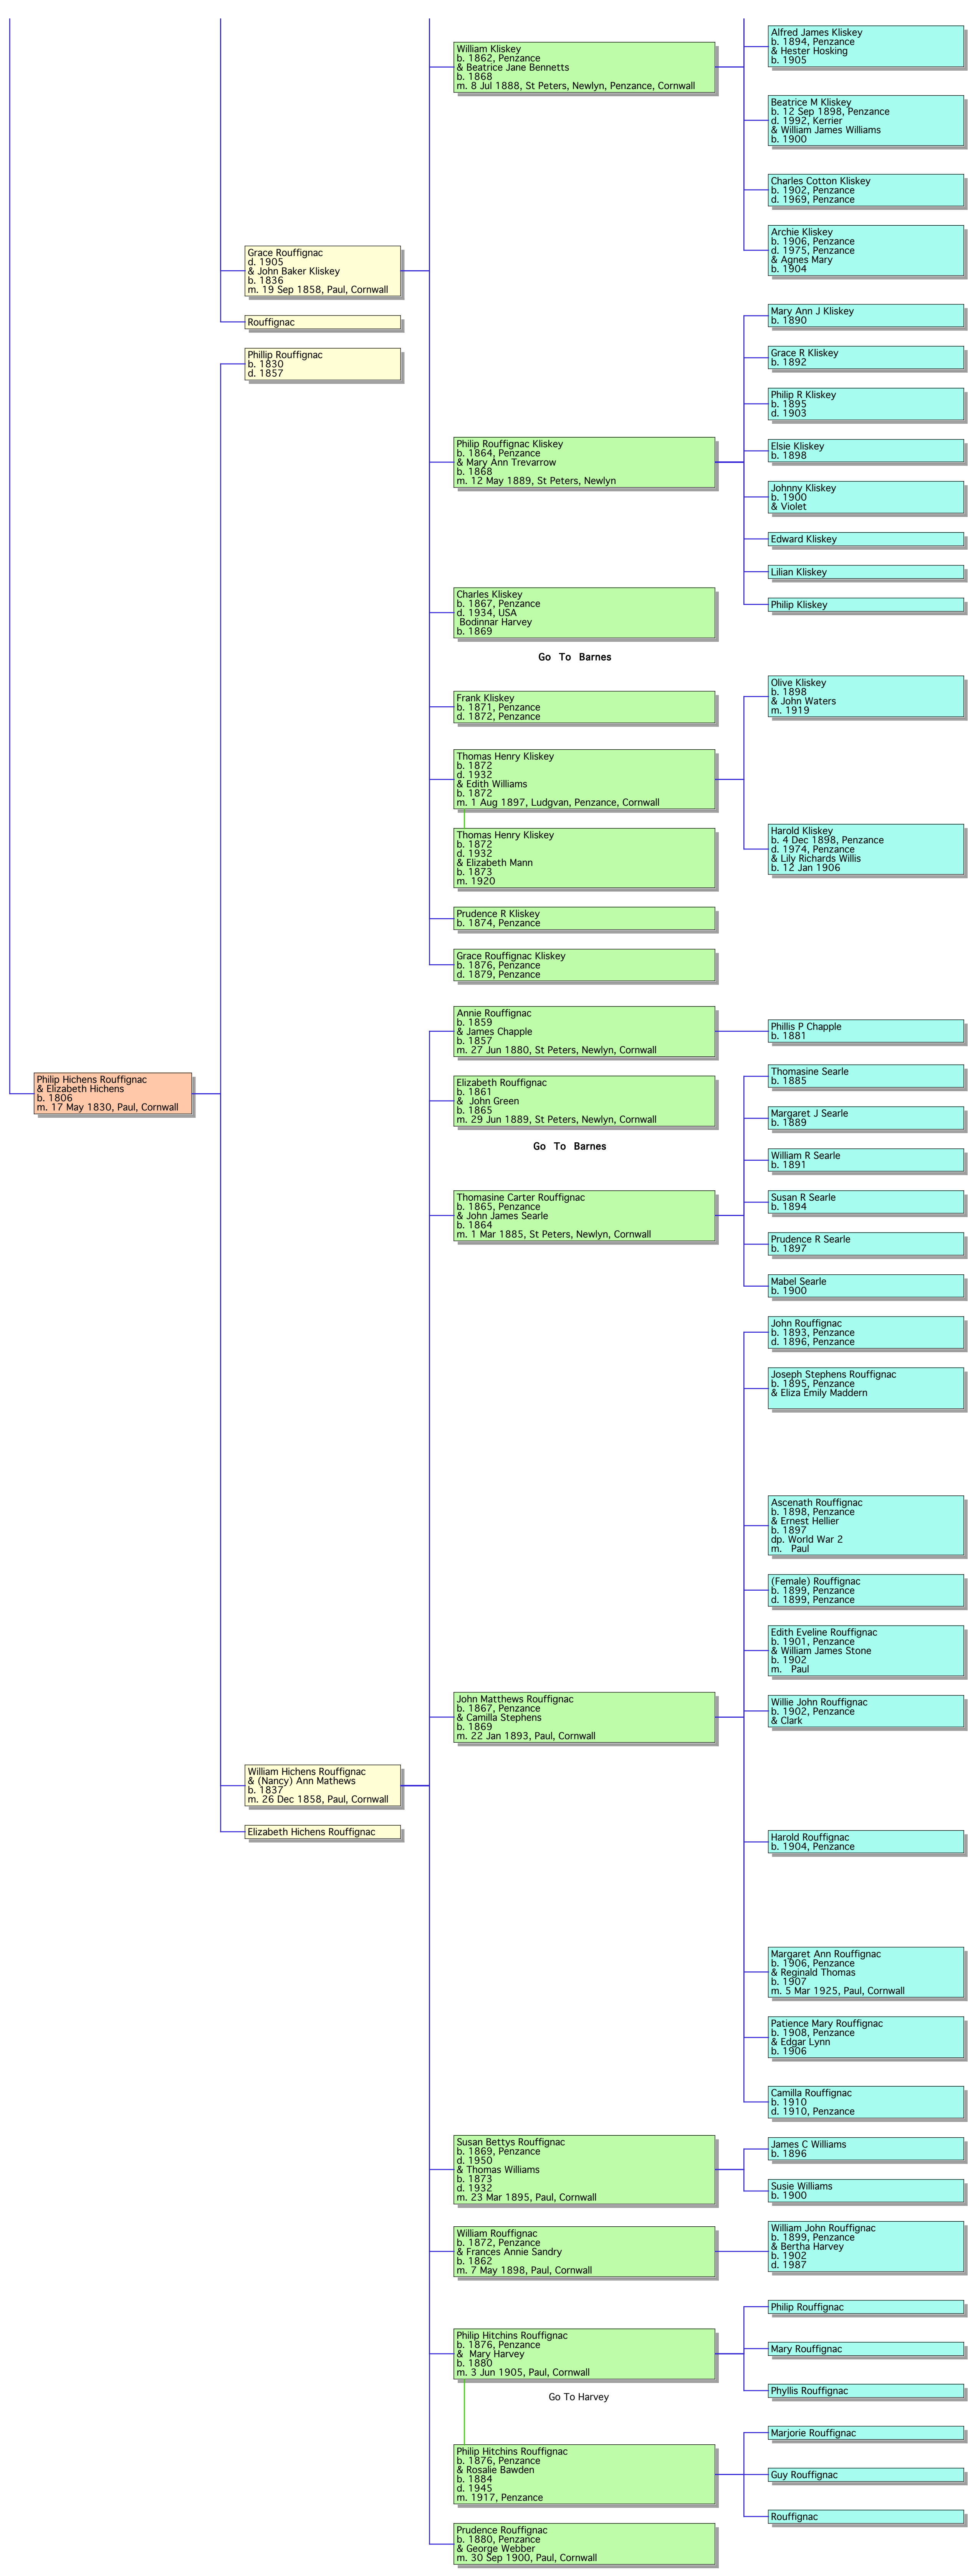 Philip Hichens Rouffignac
& Elizabeth Hichens
b. 1806
m. 17 May 1830, Paul, Cornwall
Grace Rouffignac
d. 1905
& John Baker Kliskey
b. 1836
m. 19 Sep 1858, Paul, Cornwall
Rouffignac
Phillip Rouffignac
b. 1830
d. 1857
William Hichens Rouffignac
& (Nancy) Ann Mathews
b. 1837
m. 26 Dec 1858, Paul, Cornwall
Elizabeth Hichens Rouffignac
William Kliskey
b. 1862, Penzance
& Beatrice Jane Bennetts
b. 1868
m. 8 Jul 1888, St Peters, Newlyn, Penzance, Cornwall
Philip Rouffignac Kliskey
b. 1864, Penzance
& Mary Ann Trevarrow
b. 1868
m. 12 May 1889, St Peters, Newlyn
Charles Kliskey
b. 1867, Penzance
d. 1934, USA
Bodinnar Harvey
b. 1869
Go To Barnes
Frank Kliskey
b. 1871, Penzance
d. 1872, Penzance
Thomas Henry Kliskey
b. 1872
d. 1932
& Edith Williams
b. 1872
m. 1 Aug 1897, Ludgvan, Penzance, Cornwall
Thomas Henry Kliskey
b. 1872
d. 1932
& Elizabeth Mann
b. 1873
m. 1920
Prudence R Kliskey
b. 1874, Penzance
Grace Rouffignac Kliskey
b. 1876, Penzance
d. 1879, Penzance
Annie Rouffignac
b. 1859
& James Chapple
b. 1857
m. 27 Jun 1880, St Peters, Newlyn, Cornwall
Elizabeth Rouffignac
b. 1861
& John Green
b. 1865
m. 29 Jun 1889, St Peters, Newlyn, Cornwall
Go To Barnes
Thomasine Carter Rouffignac
b. 1865, Penzance
& John James Searle
b. 1864
m. 1 Mar 1885, St Peters, Newlyn, Cornwall
John Matthews Rouffignac
b. 1867, Penzance
& Camilla Stephens
b. 1869
m. 22 Jan 1893, Paul, Cornwall
Susan Bettys Rouffignac
b. 1869, Penzance
d. 1950
& Thomas Williams
b. 1873
d. 1932
m. 23 Mar 1895, Paul, Cornwall
William Rouffignac
b. 1872, Penzance
& Frances Annie Sandry
b. 1862
m. 7 May 1898, Paul, Cornwall
Philip Hitchins Rouffignac
b. 1876, Penzance
& Mary Harvey
b. 1880
m. 3 Jun 1905, Paul, Cornwall
Go To Harvey
Philip Hitchins Rouffignac
b. 1876, Penzance
& Rosalie Bawden
b. 1884
d. 1945
m. 1917, Penzance
Prudence Rouffignac
b. 1880, Penzance
& George Webber
m. 30 Sep 1900, Paul, Cornwall
Alfred James Kliskey
b. 1894, Penzance
& Hester Hosking
b. 1905
Beatrice M Kliskey
b. 12 Sep 1898, Penzance
d. 1992, Kerrier
& William James Williams
b. 1900
Charles Cotton Kliskey
b. 1902, Penzance
d. 1969, Penzance
Archie Kliskey
b. 1906, Penzance
d. 1975, Penzance
& Agnes Mary
b. 1904
Mary Ann J Kliskey
b. 1890
Grace R Kliskey
b. 1892
Philip R Kliskey
b. 1895
d. 1903
Elsie Kliskey
b. 1898
Johnny Kliskey
b. 1900
& Violet
Edward Kliskey
Lilian Kliskey
Philip Kliskey
Olive Kliskey
b. 1898
& John Waters
m. 1919
Harold Kliskey
b. 4 Dec 1898, Penzance
d. 1974, Penzance
& Lily Richards Willis
b. 12 Jan 1906
Phillis P Chapple
b. 1881
Thomasine Searle
b. 1885
Margaret J Searle
b. 1889
William R Searle
b. 1891
Susan R Searle
b. 1894
Prudence R Searle
b. 1897
Mabel Searle
b. 1900
John Rouffignac
b. 1893, Penzance
d. 1896, Penzance
Joseph Stephens Rouffignac
b. 1895, Penzance
& Eliza Emily Maddern
Ascenath Rouffignac
b. 1898, Penzance
& Ernest Hellier
b. 1897
dp. World War 2
m. Paul
(Female) Rouffignac
b. 1899, Penzance
d. 1899, Penzance
Edith Eveline Rouffignac
b. 1901, Penzance
& William James Stone
b. 1902
m. Paul
Willie John Rouffignac
b. 1902, Penzance
& Clark
Harold Rouffignac
b. 1904, Penzance
Margaret Ann Rouffignac
b. 1906, Penzance
& Reginald Thomas
b. 1907
m. 5 Mar 1925, Paul, Cornwall
Patience Mary Rouffignac
b. 1908, Penzance
& Edgar Lynn
b. 1906
Camilla Rouffignac
b. 1910
d. 1910, Penzance
James C Williams
b. 1896
Susie Williams
b. 1900
William John Rouffignac
b. 1899, Penzance
& Bertha Harvey
b. 1902
d. 1987
Philip Rouffignac
Mary Rouffignac
Phyllis Rouffignac
Marjorie Rouffignac
Guy Rouffignac
Rouffignac